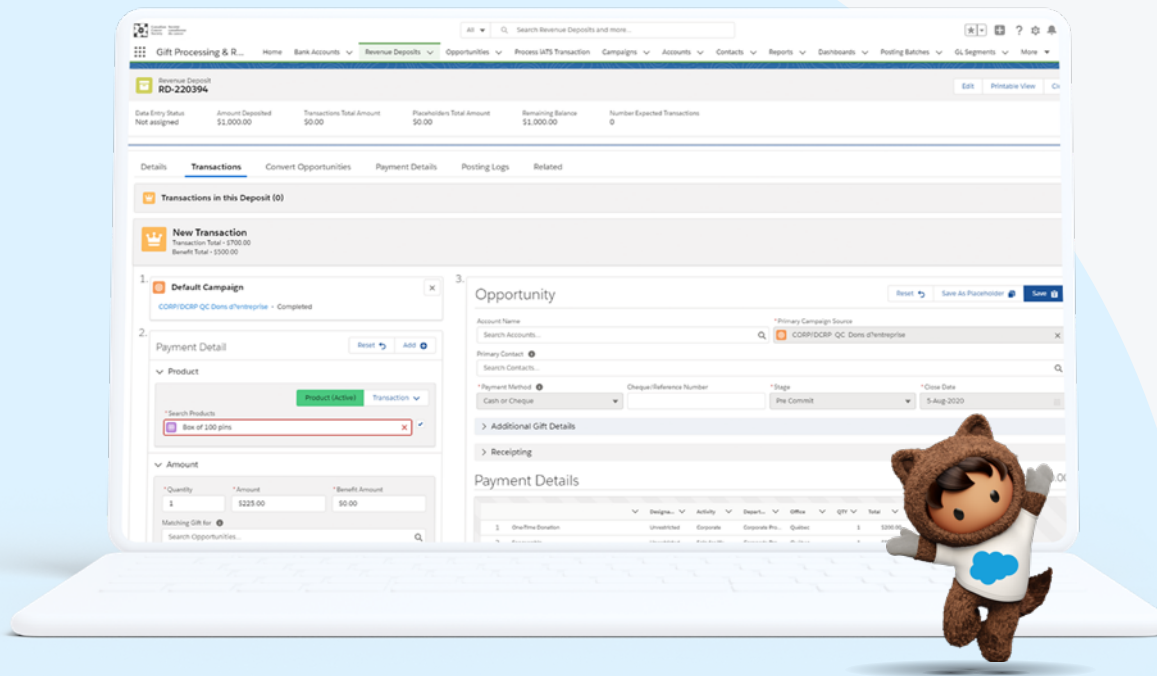 All
Search Revenue Deposits and more...
Gift Processing & R... Home Bank Accounts Revenue Deposits Opportunities Process iATS Transaction Campaigns Accounts Contacts Reports Dashboards Posting Batches GL Segments More
Revenue Deposit
RD-220394
Edit Printable View
Data Entry Status Amount Deposited Transactions Total Amount Placeholders Total Amount Remaining Balance Number Expected Transactions
Not assigned $1,000.00 $0.00 $0.00 $1,000.00 0
Details Transactions Convert Opportunities Payment Details Posting Logs Related
Transactions in this Deposit (0)
New Transaction
Transaction Total - $700.00
Benefit Total - $500.00
1.
Default Campaign
CORP/DCRP QC Dons d?entreprise - Completed
2.
Payment Detail
Reset Add
Product
Product (Active) Transaction
*Search Products
Box of 100 pins
Amount
*Quantity *Amount *Benefit Amount
1 $225.00 $0.00
Matching Gift for
Search Opportunities...
3.
Opportunity
Reset Save As Placeholder Save
Account Name *Primary Campaign Source
Search Accounts... CORP/DCRP QC Dons d?entreprise
Primary Contact
Search Contacts...
*Payment Method Cheque/Reference Number *Stage *Close Date
Cash or Cheque Pre Commit 5-Aug-2020
Additional Gift Details
Receipting
Payment Details
Designa... Activity Depart... Office QTY Total
1 One-Time Donation Unrestricted Corporate Corporate Pro... Québec 1 $200.00